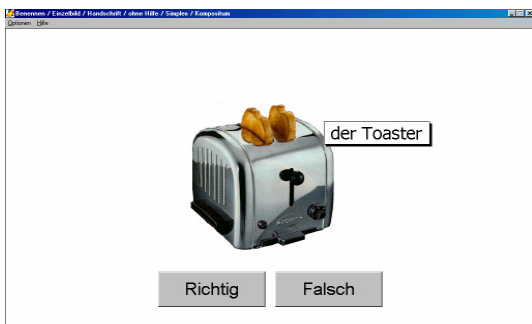 Benennen / Einzelbild / Handschrift / ohne Hilfe / Simplex / Kompositum
Optionen Hilfe
der Toaster
Richtig Falsch